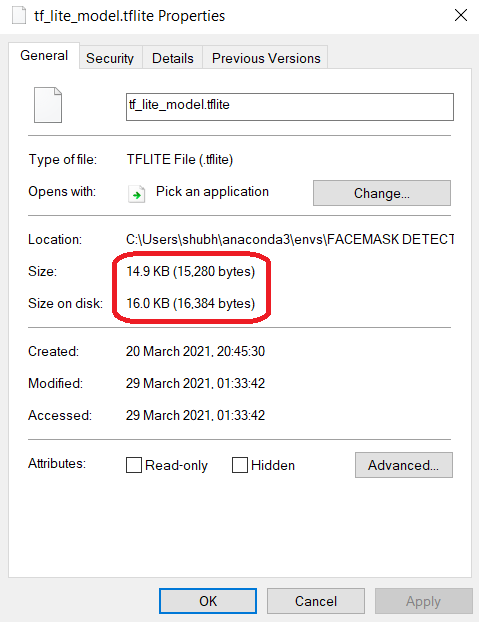 tf_lite_model.tflite Properties
General Security Details Previous Versions
tf_lite_model.tflite
Type of file: TFLITE File (.tflite)
Opens with: Pick an application Change...
Location: C:\Users\shubh\anaconda3\envs\FACEMASK DETECT
Size: 14.9 KB (15,280 bytes)
Size on disk: 16.0 KB (16,384 bytes)
Created: 20 March 2021, 20:45:30
Modified: 29 March 2021, 01:33:42
Accessed: 29 March 2021, 01:33:42
Attributes: Read-only Hidden Advanced...
OK Cancel Apply